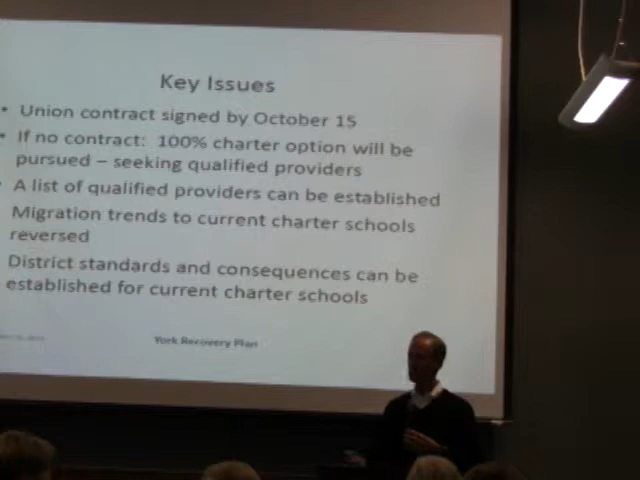 Key Issues
• Union contract signed by October 15
• If no contract: 100% charter option will be
pursued – seeking qualified providers
• A list of qualified providers can be established
Migration trends to current charter schools
reversed
District standards and consequences can be
established for current charter schools
York Recovery Plan